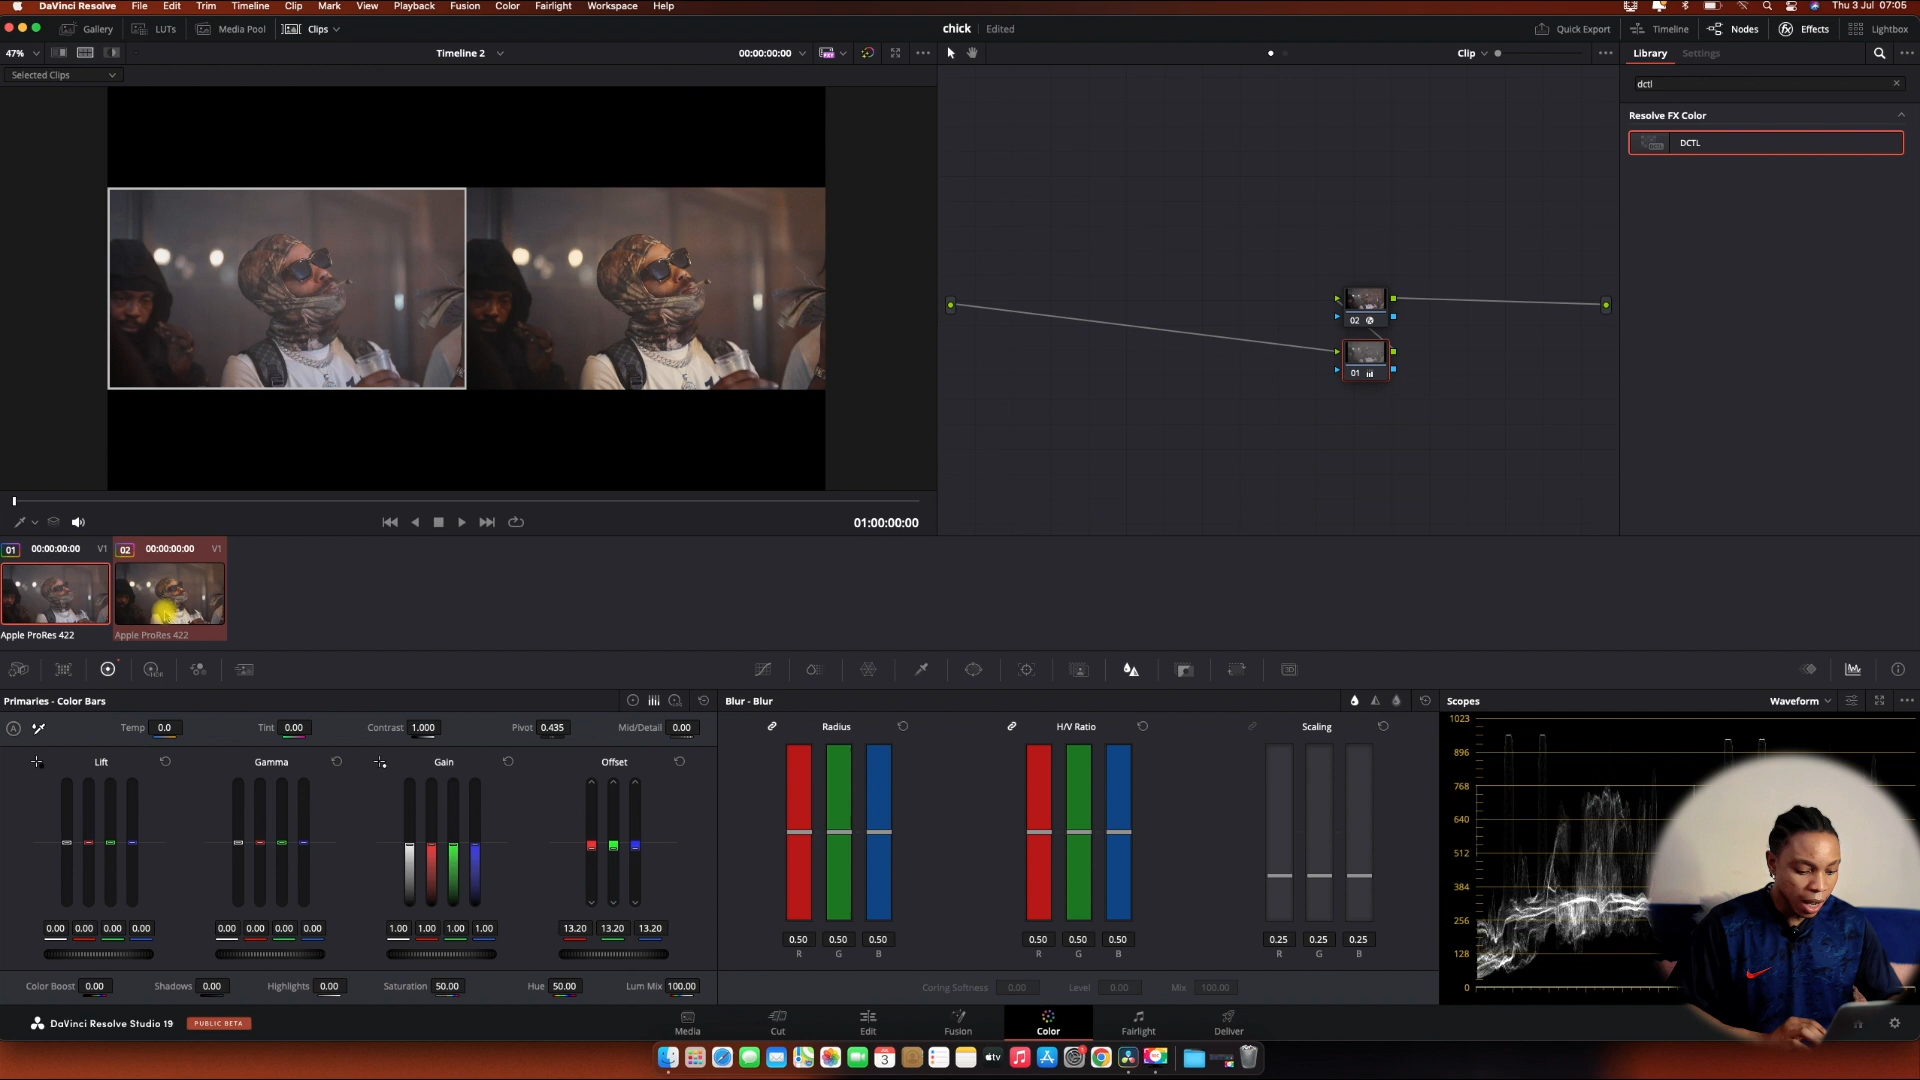 DaVinci Resolve File Edit Trim Timeline Clip Mark View Playback Fusion Color Fairlight Workspace Help Thu 3 Jul 07:05
Gallery LUTs Media Pool Clips chick Edited Quick Export Timeline Nodes Effects Lightbox
47% Timeline 2 00:00:00:00 Clip Library Settings
Selected Clips
dctl
Resolve FX Color
DCTL
02
01
01:00:00:00
01 00:00:00:00 V1 02 00:00:00:00 V1
Apple ProRes 422 Apple ProRes 422
Primaries - Color Bars Blur - Blur Scopes Waveform
Temp 0.0 Tint 0.00 Contrast 1.000 Pivot 0.435 Mid/Detail 0.00 Radius H/V Ratio Scaling
Lift Gamma Gain Offset
1023
896
768
640
512
384
256
128
0
0.00 0.00 0.00 0.00 0.00 0.00 0.00 0.00 1.00 1.00 1.00 1.00 13.20 13.20 13.20
0.50 0.50 0.50 0.50 0.50 0.50 0.25 0.25 0.25
R G B R G B R G B
Color Boost 0.00 Shadows 0.00 Highlights 0.00 Saturation 50.00 Hue 50.00 Lum Mix 100.00 Coring Softness 0.00 Level 0.00 Mix 100.00
DaVinci Resolve Studio 19 PUBLIC BETA Media Cut Edit Fusion Color Fairlight Deliver